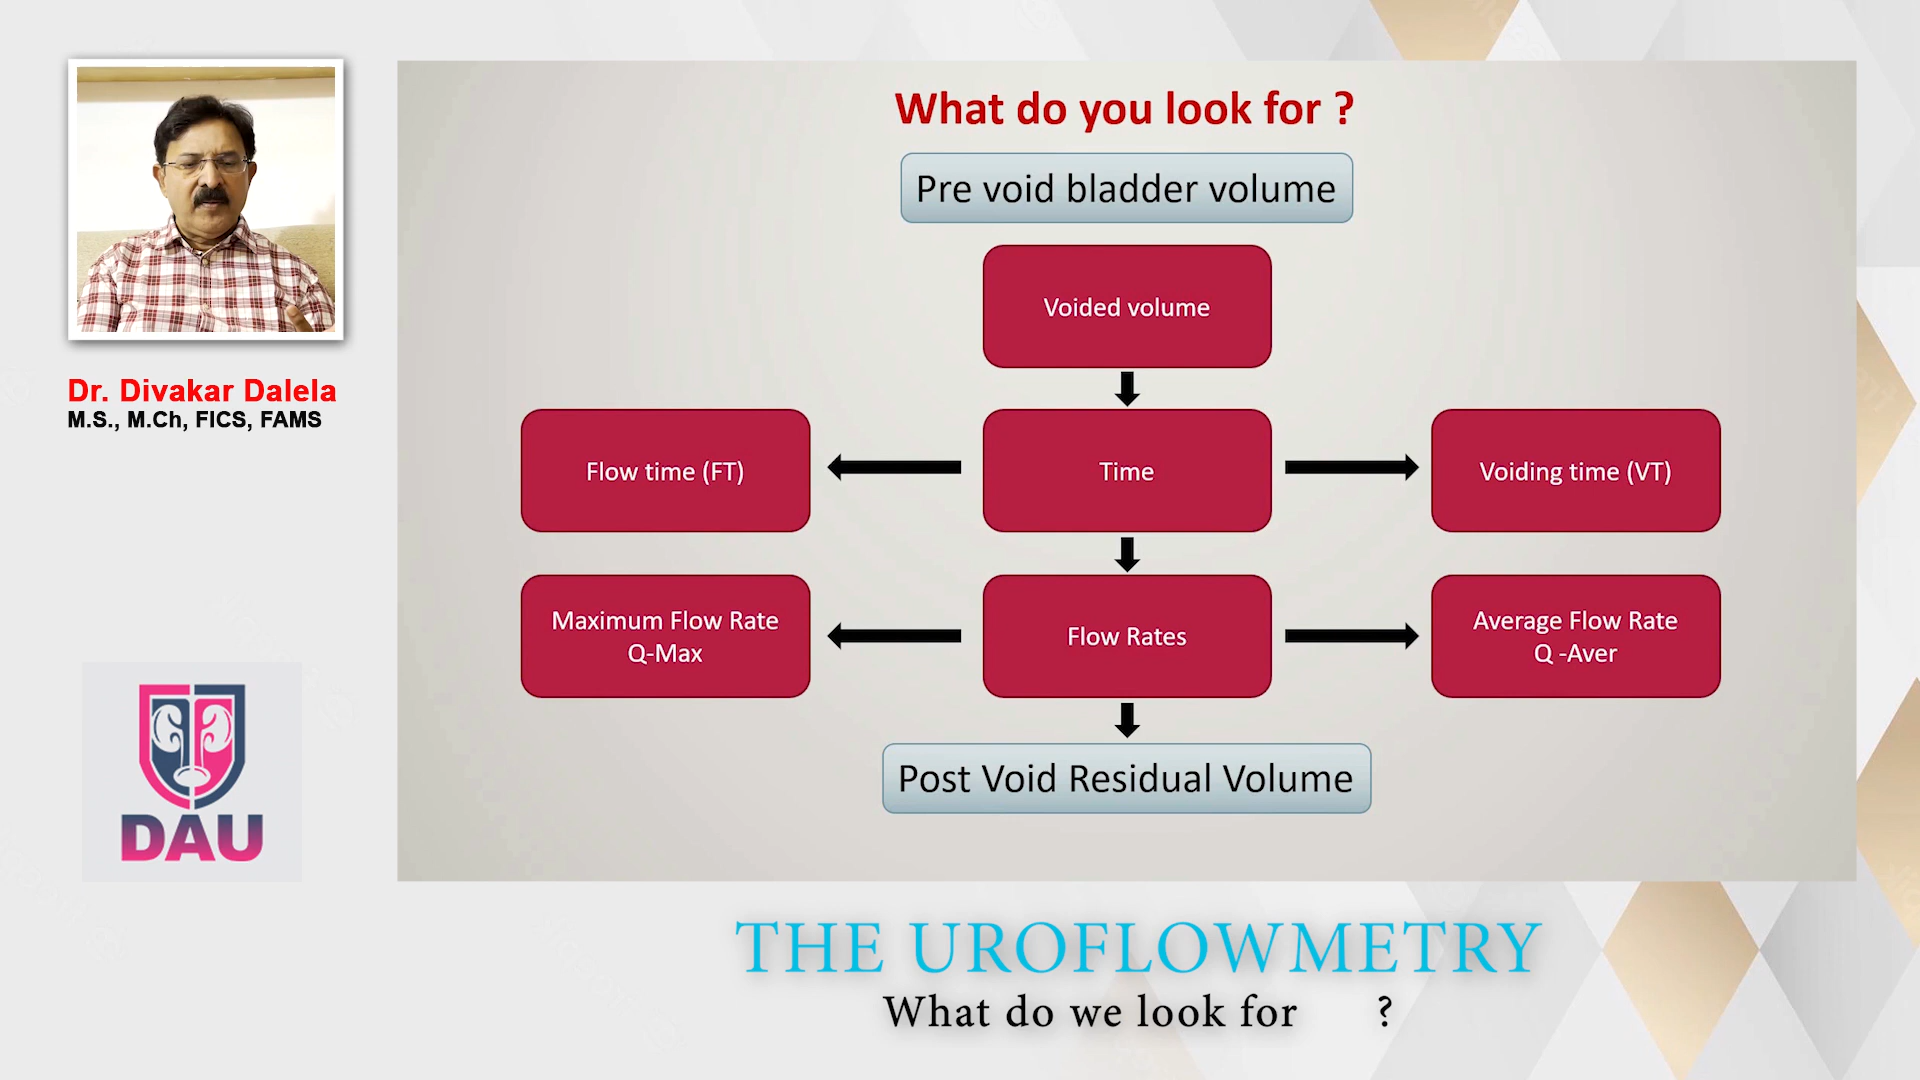 What do you look for ?
Pre void bladder volume
Voided volume
Flow time (FT)
Time
Voiding time (VT)
Maximum Flow Rate
Q-Max
Flow Rates
Average Flow Rate
Q -Aver
Post Void Residual Volume
Dr. Divakar Dalela
M.S., M.Ch, FICS, FAMS
DAU
THE UROFLOWMETRY
What do we look for ?